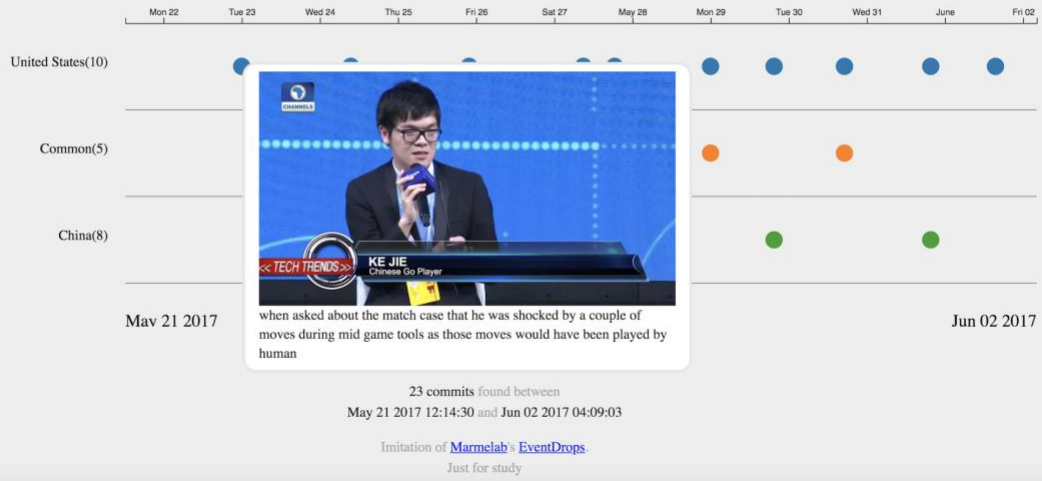 Mon 22 Tue 23 Wed 24 Thu 25 Fri 26 Sat 27 May 28 Mon 29 Tue 30 Wed 31 June Fri 02
United States(10)
CHANNELS
Common(5)
China(8)
<< TECH TRENDS >>
KE JIE
Chinese Go Player
when asked about the match case that he was shocked by a couple of
moves during mid game tools as those moves would have been played by
human
May 21 2017
Jun 02 2017
23 commits found between
May 21 2017 12:14:30 and Jun 02 2017 04:09:03
Imitation of Marmelab's EventDrops.
Just for study